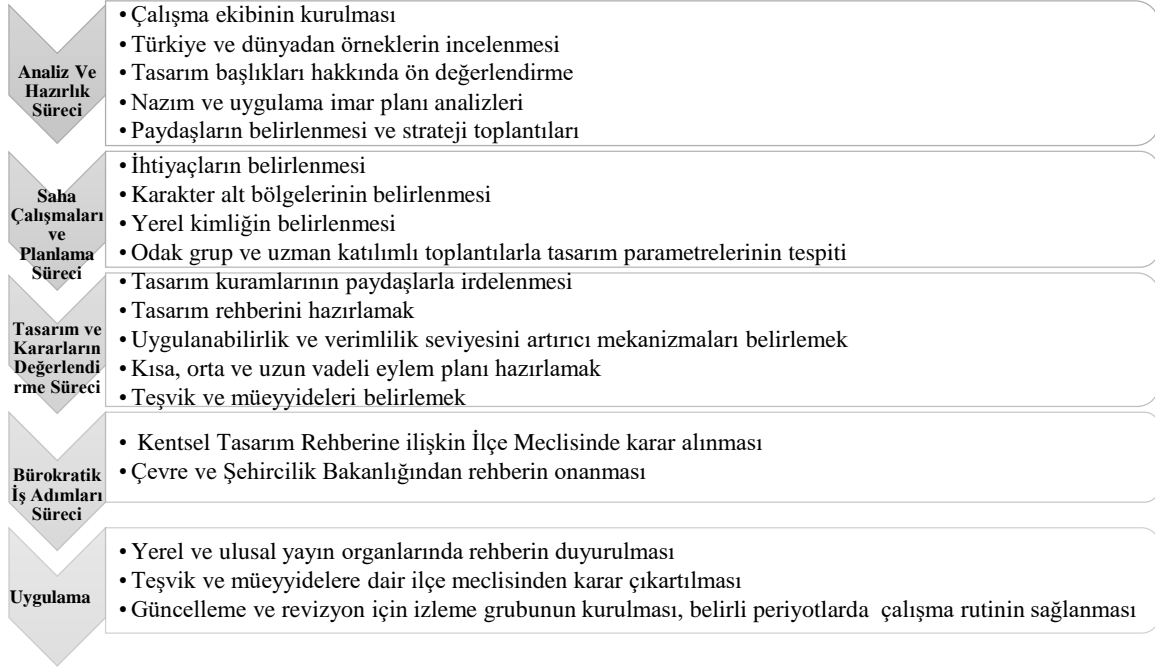 Analiz Ve
Hazırlık
Süreci
• Çalışma ekibinin kurulması
• Türkiye ve dünyadan örneklerin incelenmesi
• Tasarım başlıkları hakkında ön değerlendirme
• Nazım ve uygulama imar planı analizleri
• Paydaşların belirlenmesi ve strateji toplantıları
Saha
Çalışmaları
ve
Planlama
Süreci
• İhtiyaçların belirlenmesi
• Karakter alt bölgelerinin belirlenmesi
• Yerel kimliğin belirlenmesi
• Odak grup ve uzman katılımlı toplantılarla tasarım parametrelerinin tespiti
Tasarım ve
Kararların
Değerlendi
rme Süreci
• Tasarım kuramlarının paydaşlarla irdelenmesi
• Tasarım rehberini hazırlamak
• Uygulanabilirlik ve verimlilik seviyesini artırıcı mekanizmaları belirlemek
• Kısa, orta ve uzun vadeli eylem planı hazırlamak
• Teşvik ve müeyyideleri belirlemek
Bürokratik
İş Adımları
Süreci
• Kentsel Tasarım Rehberine ilişkin İlçe Meclisinde karar alınması
• Çevre ve Şehircilik Bakanlığından rehberin onanması
Uygulama
• Yerel ve ulusal yayın organlarında rehberin duyurulması
• Teşvik ve müeyyidelere dair ilçe meclisinden karar çıkartılması
• Güncelleme ve revizyon için izleme grubunun kurulması, belirli periyotlarda çalışma rutinin sağlanması